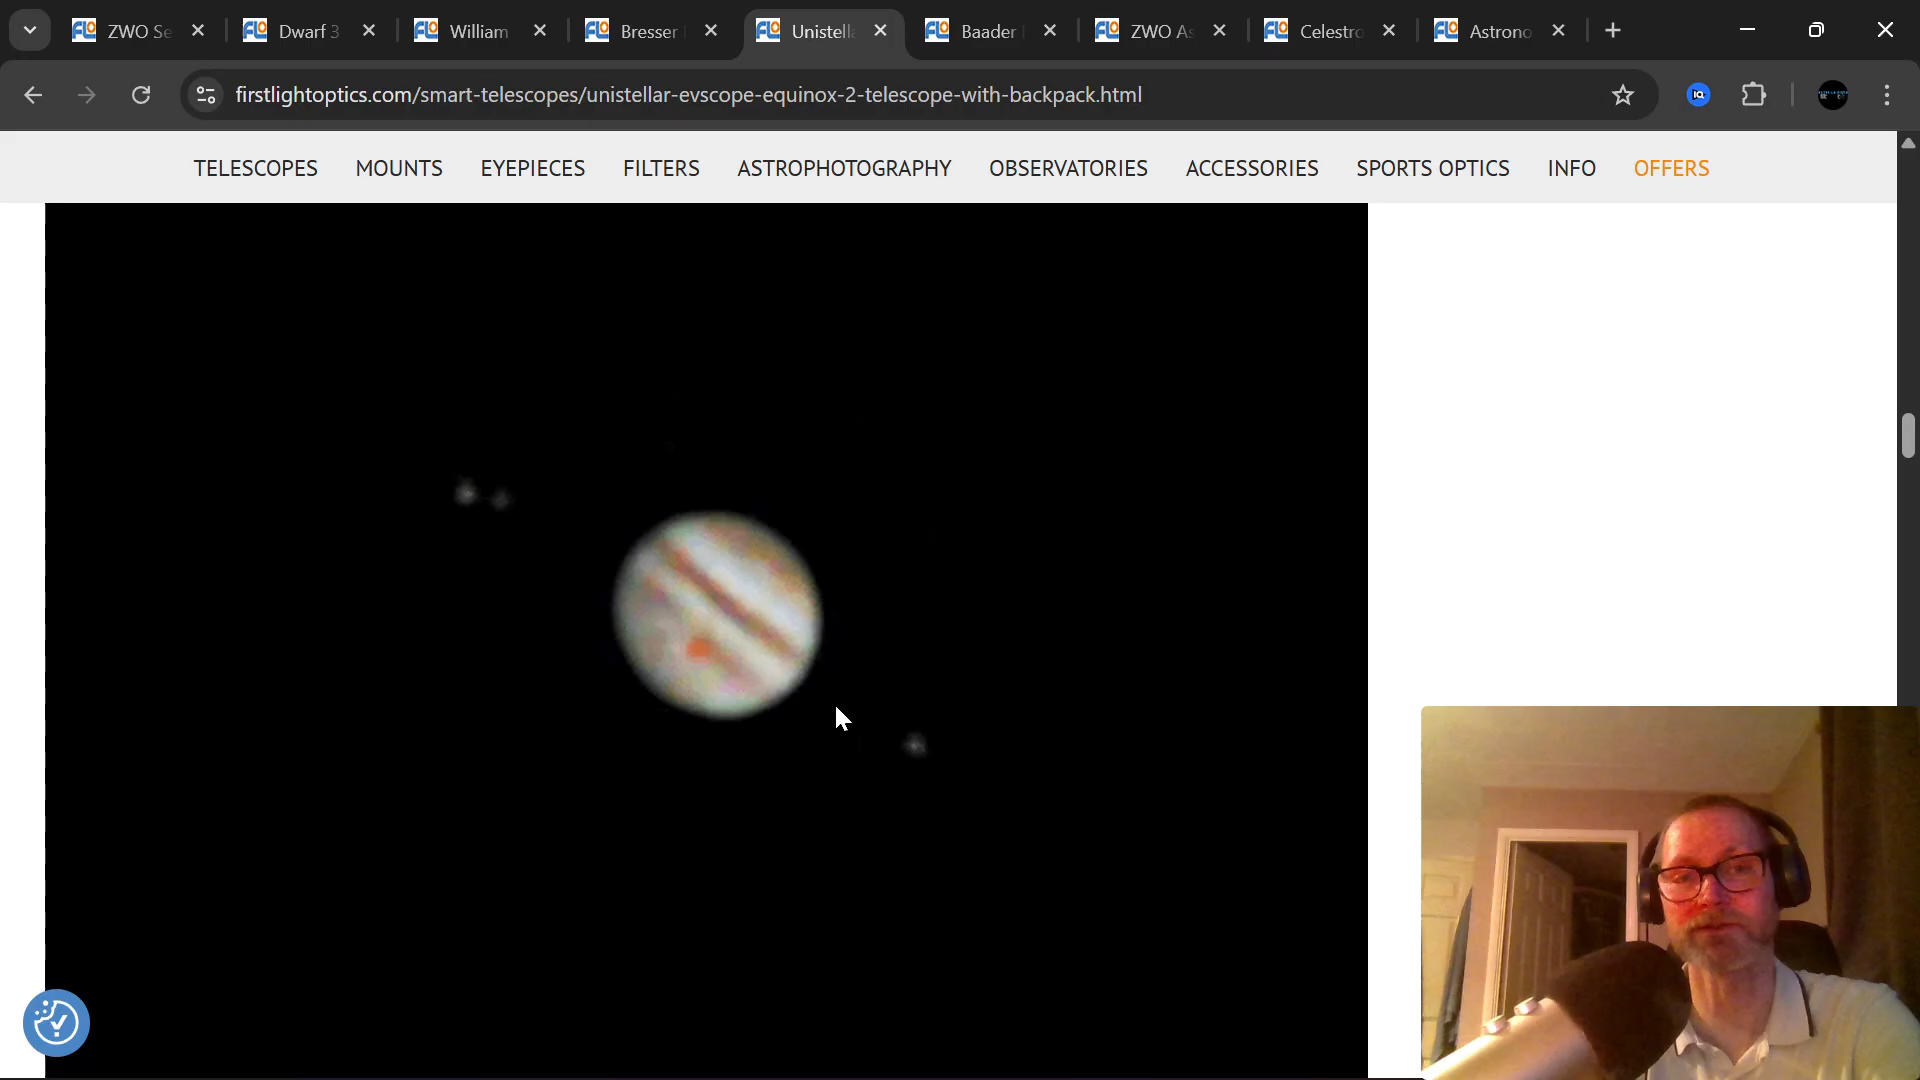 ZWO Se
Dwarf 3
William
Bresser
Unistell
Baader
ZWO As
Celestro
Astrono
firstlightoptics.com/smart-telescopes/unistellar-evscope-equinox-2-telescope-with-backpack.html
IQ
TELESCOPES MOUNTS EYEPIECES FILTERS ASTROPHOTOGRAPHY OBSERVATORIES ACCESSORIES SPORTS OPTICS INFO OFFERS